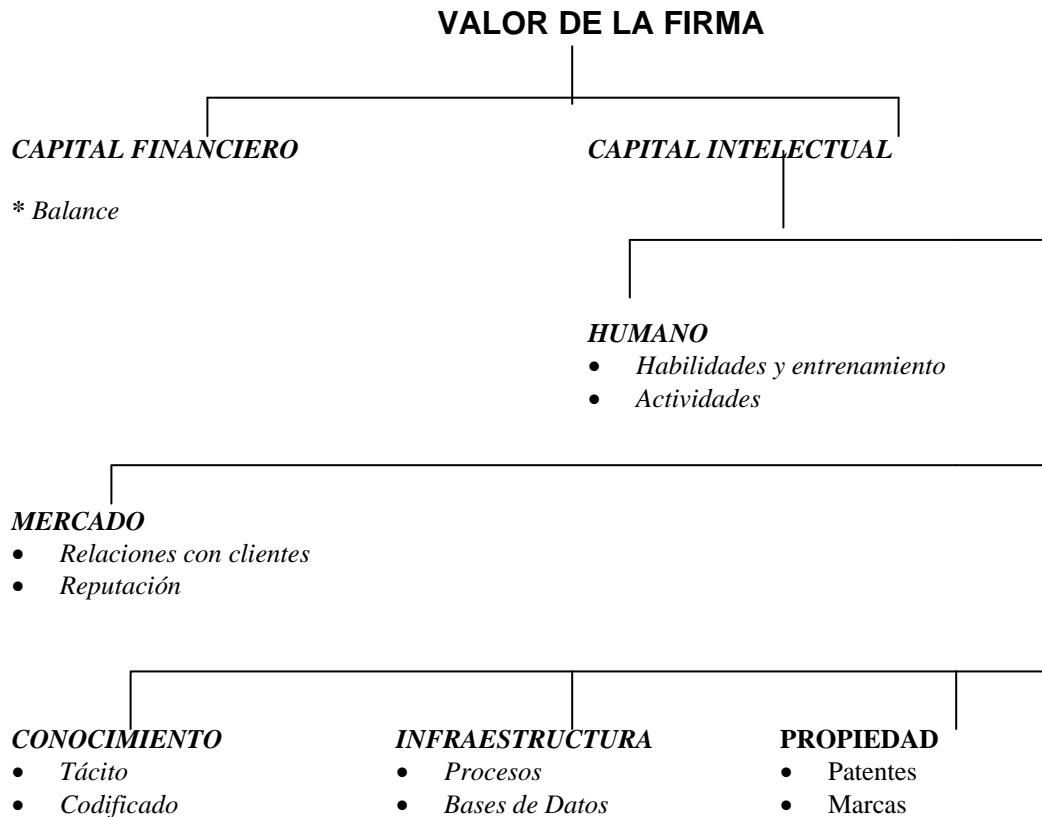 VALOR DE LA FIRMA
CAPITAL FINANCIERO
CAPITAL INTELECTUAL
* Balance
HUMANO
• Habilidades y entrenamiento
• Actividades
MERCADO
• Relaciones con clientes
• Reputación
CONOCIMIENTO
• Tácito
• Codificado
INFRAESTRUCTURA
• Procesos
• Bases de Datos
PROPIEDAD
• Patentes
• Marcas